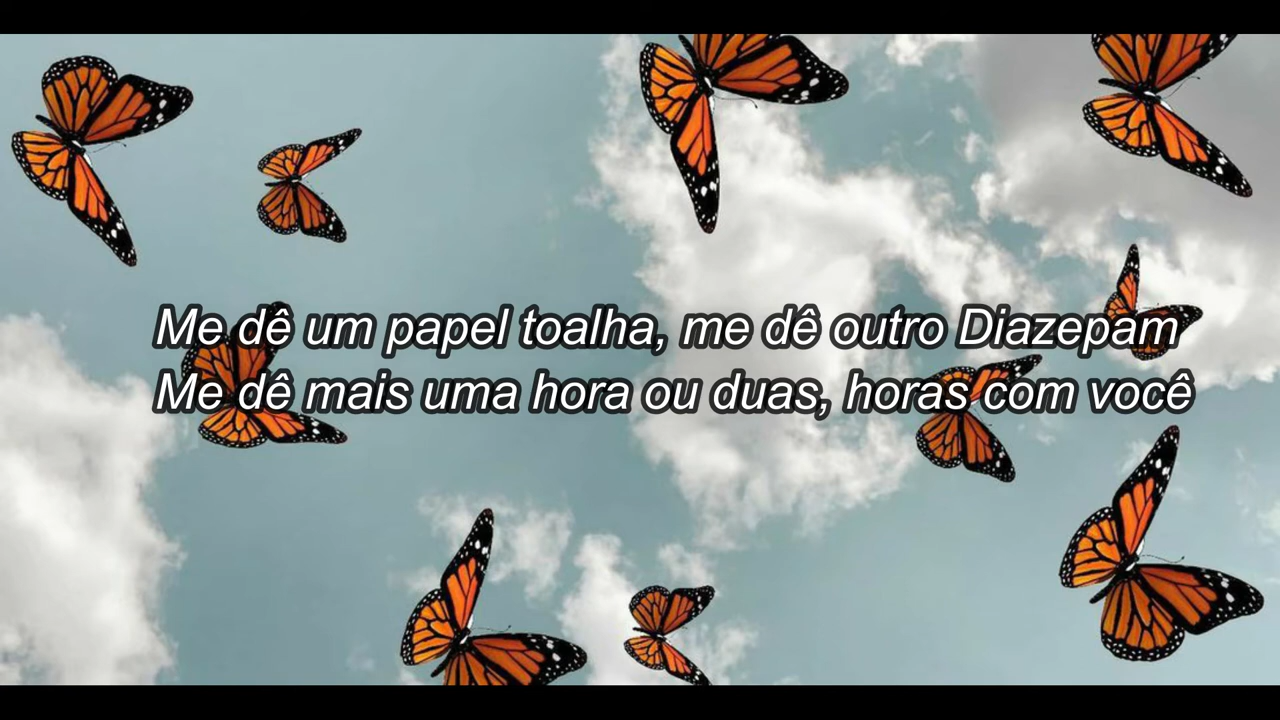 Me dê um papel toalha, me dê outro Diazepam
Me dê mais uma hora ou duas, horas com você